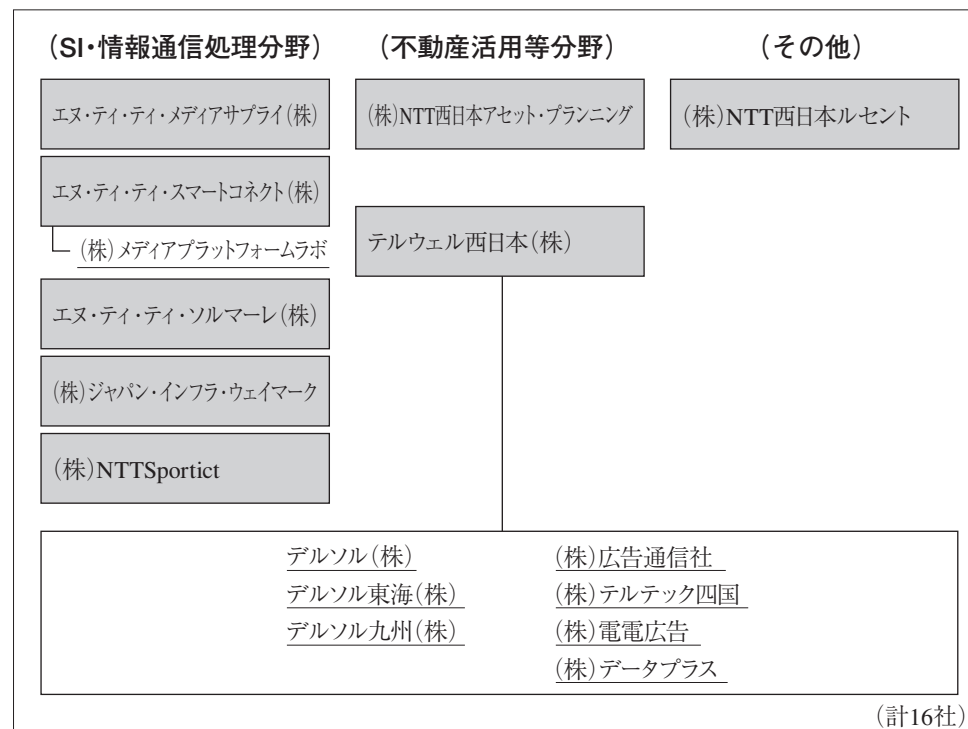 (SI・情報通信処理分野)
エヌ・ティ・ティ・メディアサプライ(株)
エヌ・ティ・ティ・スマートコネクト(株)
(株)メディアプラットフォームラボ
エヌ・ティ・ティ・ソルマーレ(株)
(株)ジャパン・インフラ・ウェイマーク
(株)NTTSportict
(不動産活用等分野)
(株)NTT西日本アセット・プランニング
テルウェル西日本(株)
(その他)
(株)NTT西日本ルセント
デルソル(株)
デルソル東海(株)
デルソル九州(株)
(株)広告通信社
(株)テルテック四国
(株)電電広告
(株)データプラス
(計16社)